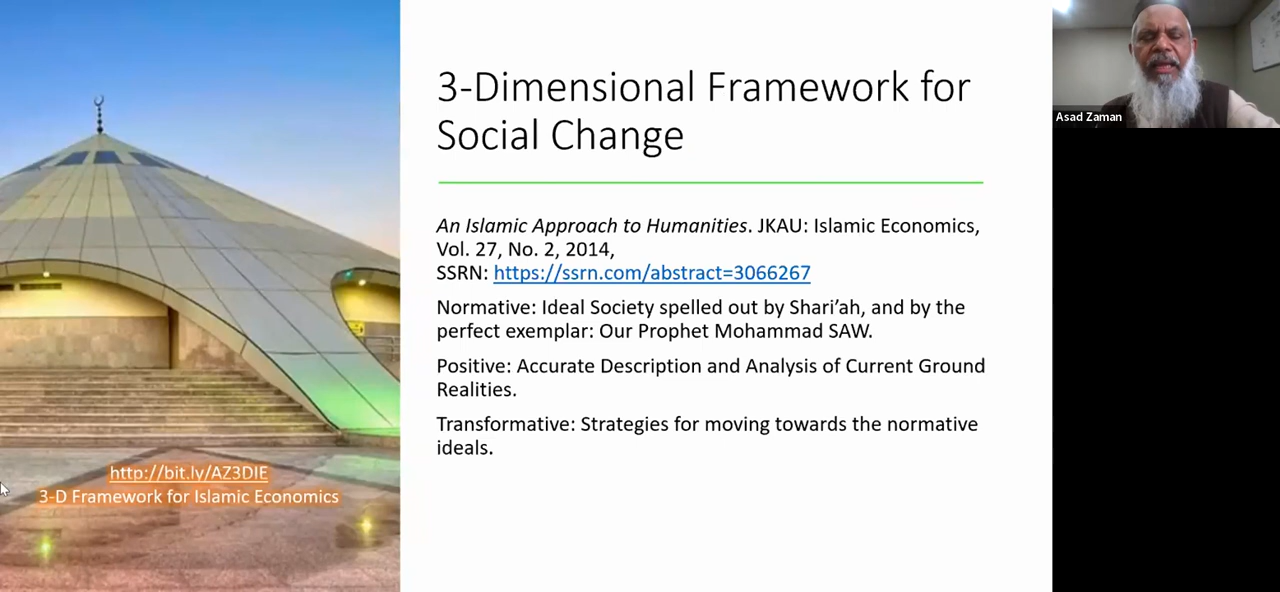 3-Dimensional Framework for
Social Change
An Islamic Approach to Humanities. JKAU: Islamic Economics,
Vol. 27, No. 2, 2014,
SSRN: https://ssrn.com/abstract=3066267
Normative: Ideal Society spelled out by Shari’ah, and by the
perfect exemplar: Our Prophet Mohammad SAW.
Positive: Accurate Description and Analysis of Current Ground
Realities.
Transformative: Strategies for moving towards the normative
ideals.
http://bit.ly/AZ3DIE
3-D Framework for Islamic Economics
Asad Zaman